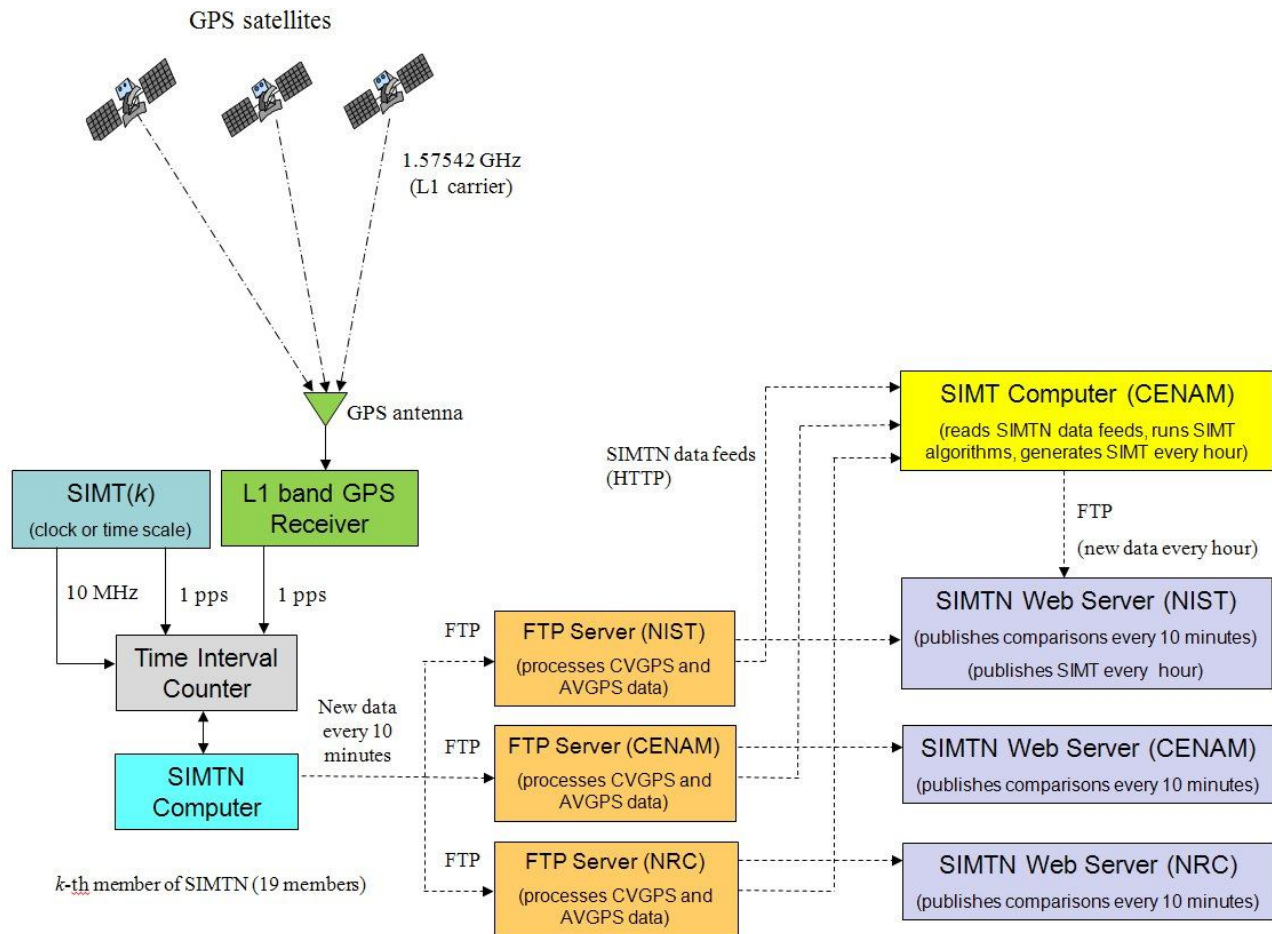 GPS satellites
1.57542 GHz
(L1 carrier)
GPS antenna
SIMT(k)
(clock or time scale)
L1 band GPS
Receiver
10 MHz
1 pps
1 pps
Time Interval
Counter
SIMTN
Computer
k-th member of SIMTN (19 members)
New data
every 10
minutes
FTP
FTP
FTP
FTP Server (NIST)
(processes CVGPS and
AVGPS data)
FTP Server (CENAM)
(processes CVGPS and
AVGPS data)
FTP Server (NRC)
(processes CVGPS and
AVGPS data)
SIMTN data feeds
(HTTP)
SIMT Computer (CENAM)
(reads SIMTN data feeds, runs SIMT
algorithms, generates SIMT every hour)
FTP
(new data every hour)
SIMTN Web Server (NIST)
(publishes comparisons every 10 minutes)
(publishes SIMT every hour)
SIMTN Web Server (CENAM)
(publishes comparisons every 10 minutes)
SIMTN Web Server (NRC)
(publishes comparisons every 10 minutes)